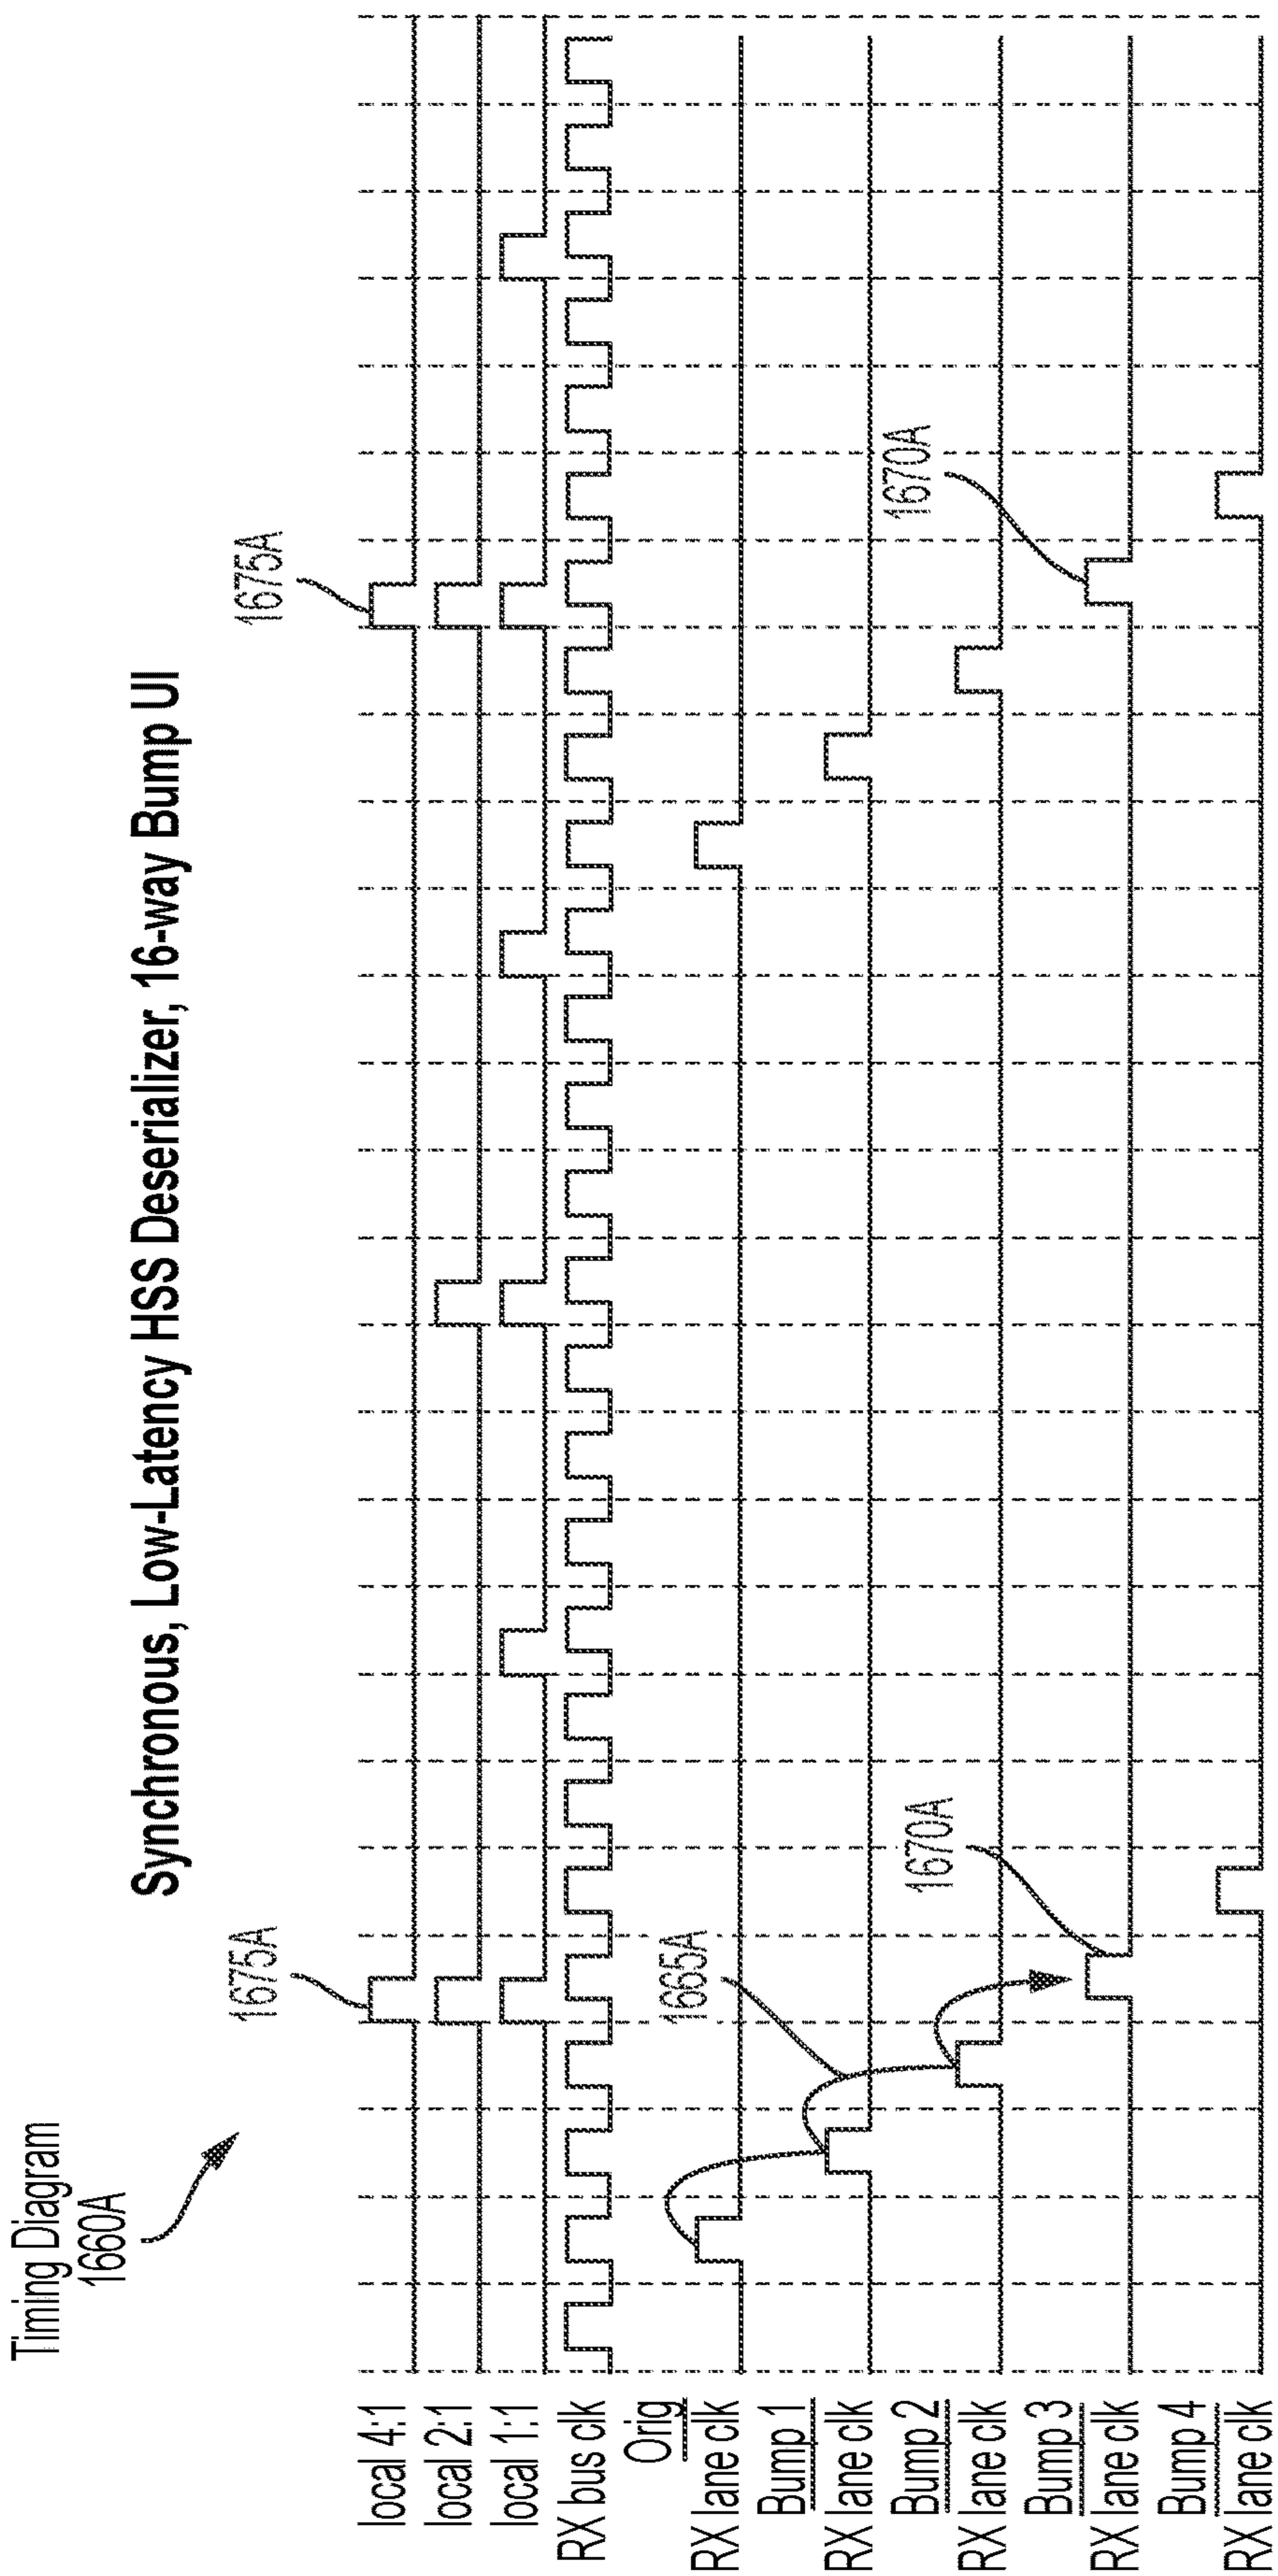 Timing Diagram
1660A
Synchronous, Low-Latency HSS Deserializer, 16-way Bump UI
1675A
1675A
local 4:1
local 2:1
local 1:1
RX bus clk
Orig
RX lane clk
1665A
Bump 1
RX lane clk
Bump 2
RX lane clk
1670A
1670A
Bump 3
RX lane clk
Bump 4
RX lane clk